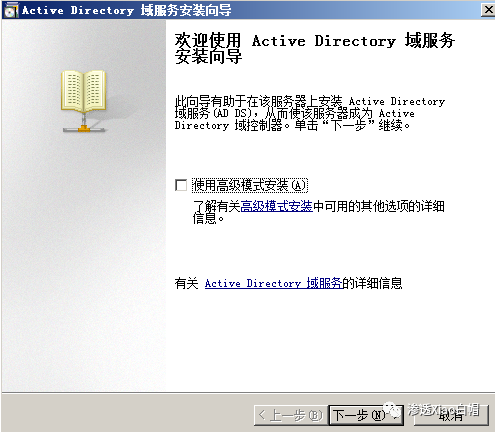 Active Directory 域服务安装向导
欢迎使用 Active Directory 域服务
安装向导
此向导有助于在该服务器上安装 Active Directory
域服务(AD DS)，从而使该服务器成为 Active
Directory 域控制器。单击“下一步”继续。
使用高级模式安装(A)
了解有关高级模式安装中可用的其他选项的详细
信息。
有关 Active Directory 域服务的详细信息
< 上一步(B) 下一步(N) > 取消
渗透Xiao白帽